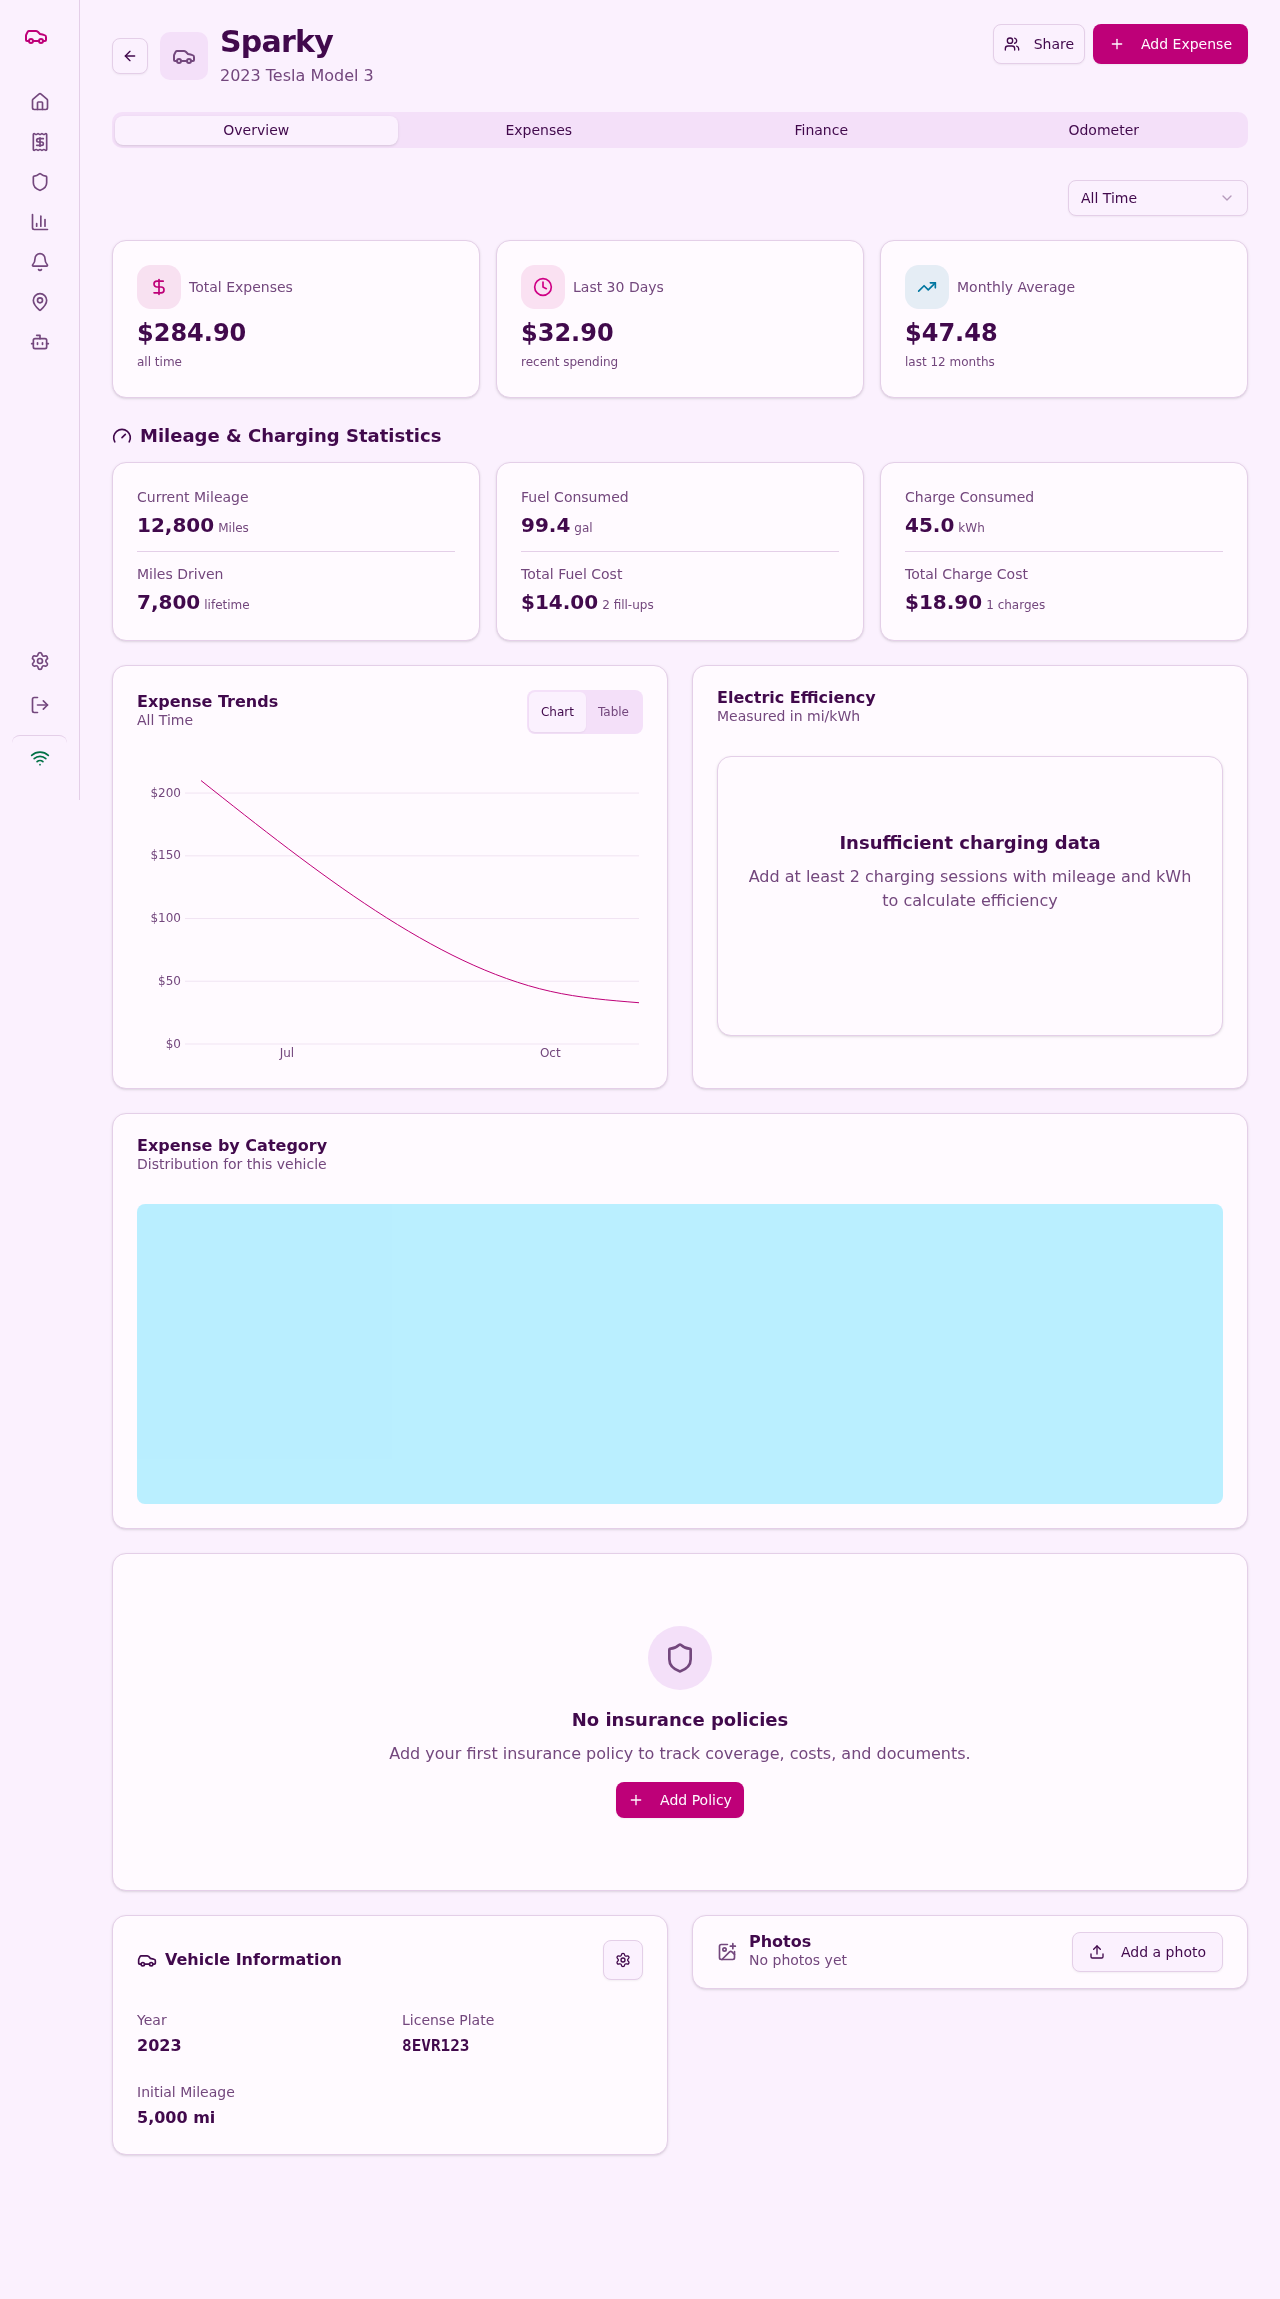 Sparky
2023 Tesla Model 3
Share
Add Expense
Overview
Expenses
Finance
Odometer
All Time
Total Expenses
$284.90
all time
Last 30 Days
$32.90
recent spending
Monthly Average
$47.48
last 12 months
Mileage & Charging Statistics
Current Mileage
12,800 Miles
Miles Driven
7,800 lifetime
Fuel Consumed
99.4 gal
Total Fuel Cost
$14.00 2 fill-ups
Charge Consumed
45.0 kWh
Total Charge Cost
$18.90 1 charges
Expense Trends
All Time
Chart
Table
$200
$150
$100
$50
$0
Jul
Oct
Electric Efficiency
Measured in mi/kWh
Insufficient charging data
Add at least 2 charging sessions with mileage and kWh
to calculate efficiency
Expense by Category
Distribution for this vehicle
No insurance policies
Add your first insurance policy to track coverage, costs, and documents.
Add Policy
Vehicle Information
Year
2023
License Plate
8EVR123
Initial Mileage
5,000 mi
Photos
No photos yet
Add a photo